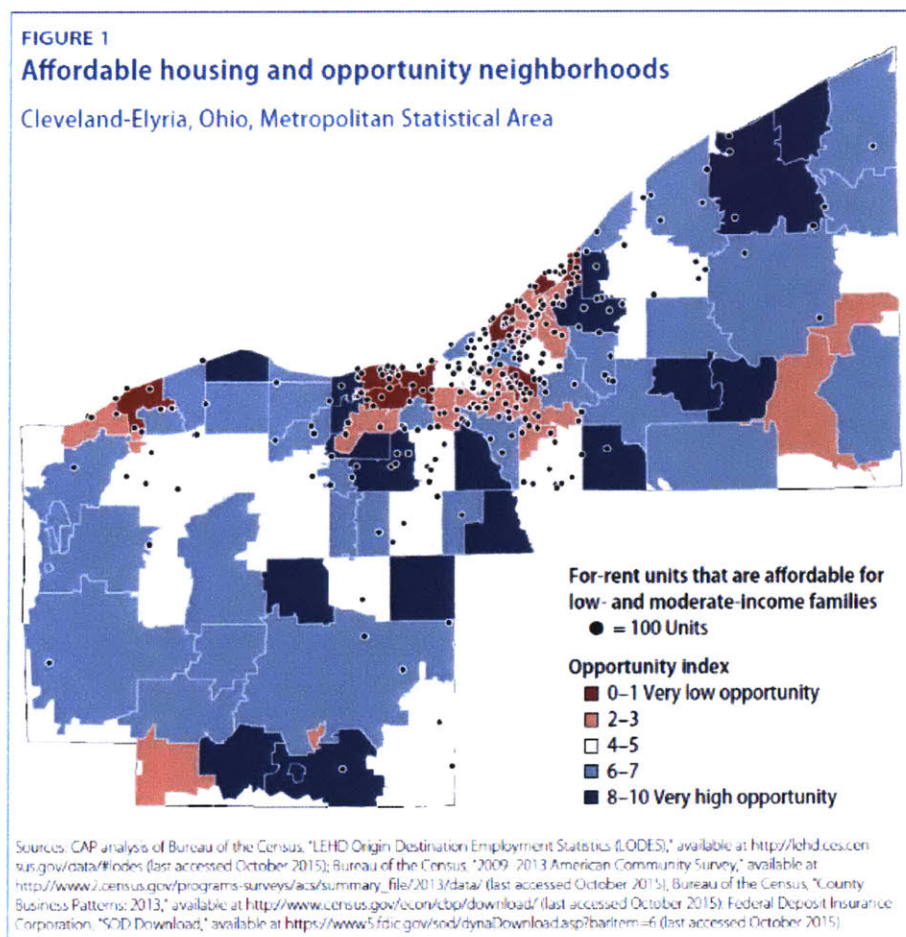 FIGURE 1
Affordable housing and opportunity neighborhoods
Cleveland-Elyria, Ohio, Metropolitan Statistical Area
For-rent units that are affordable for
low- and moderate-income families
● = 100 Units
Opportunity index
0–1 Very low opportunity
2–3
4–5
6–7
8–10 Very high opportunity
Sources: CAP analysis of Bureau of the Census, "LEHD Origin Destination Employment Statistics (LODES)," available at http://lehd.ces.cen
sus.gov/data/#lodes (last accessed October 2015); Bureau of the Census, "2009–2013 American Community Survey," available at
http://www2.census.gov/programs-surveys/acs/summary_file/2013/data/ (last accessed October 2015); Bureau of the Census, "County
Business Patterns: 2013," available at http://www.census.gov/econ/cbp/download/ (last accessed October 2015); Federal Deposit Insurance
Corporation, "SOD Download," available at https://www5.fdic.gov/sod/dynaDownload.asp?barItem=6 (last accessed October 2015).